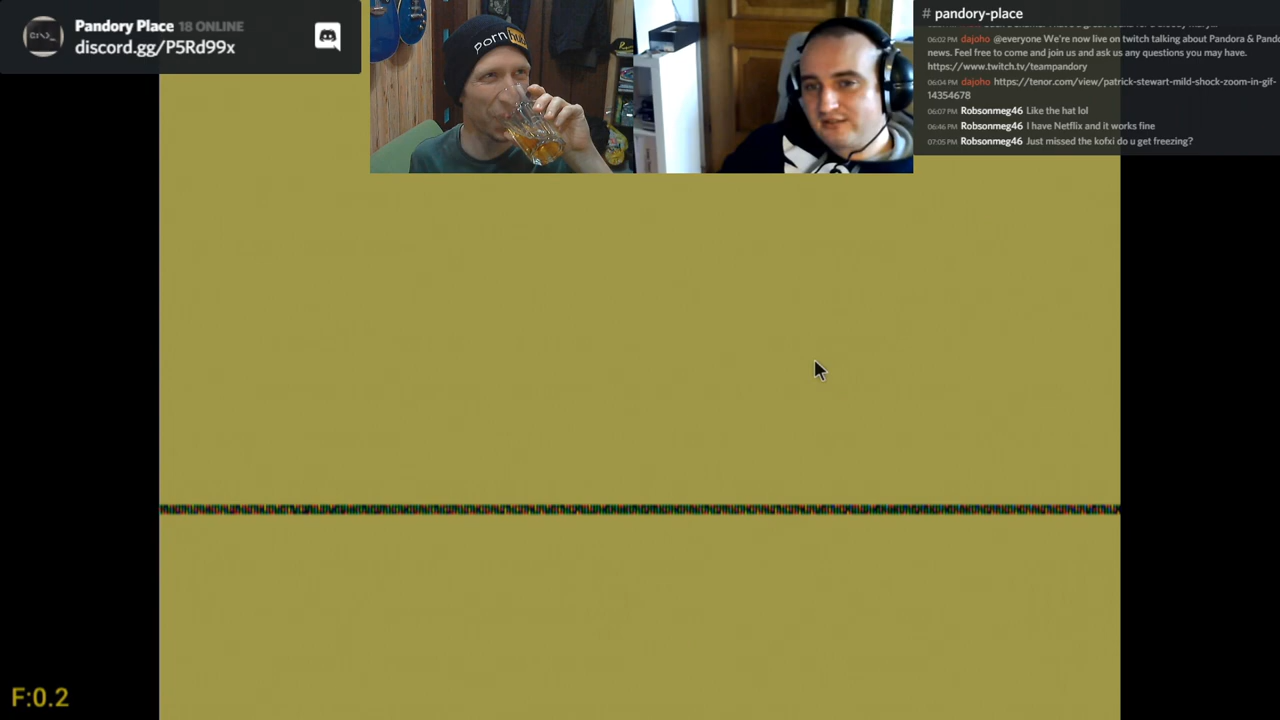 Pandory Place 18 ONLINE
discord.gg/P5Rd99x
Porn hub
# pandory-place
06:02 PM dajoho @everyone We're now live on twitch talking about Pandora &
news. Feel free to come and join us and ask us any questions you may have.
https://www.twitch.tv/teampandory
06:04 PM dajoho https://tenor.com/view/patrick-stewart-mild-shock-zoom-in-gif-
14354678
06:07 PM Robsonmeg46 Like the hat lol
06:46 PM Robsonmeg46 I have Netflix and it works fine
07:05 PM Robsonmeg46 Just missed the kofxi do u get freezing?
F:0.2